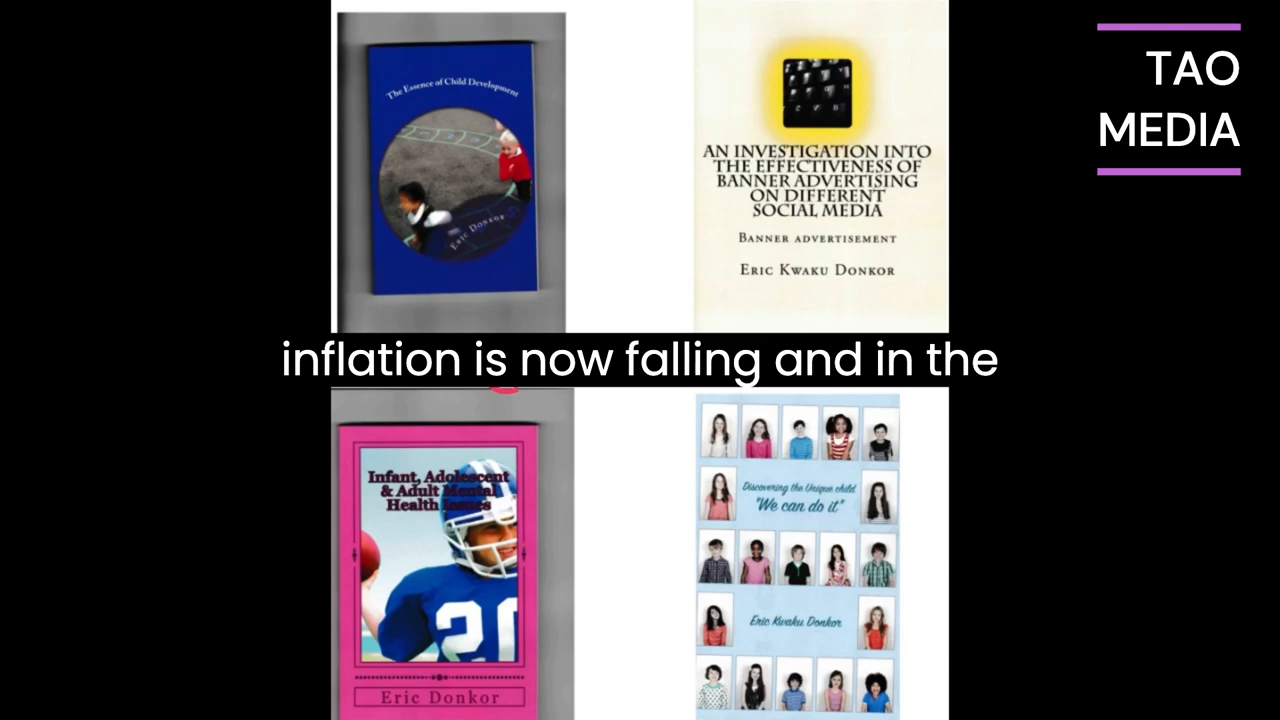 TAO
MEDIA
The Essence of Child Development
Eric Donkor
AN INVESTIGATION INTO
THE EFFECTIVENESS OF
BANNER ADVERTISING
ON DIFFERENT
SOCIAL MEDIA
Banner advertisement
Eric Kwaku Donkor
inflation is now falling and in the
Infant, Adolescent
& Adult Mental
Health Issues
20
Eric Donkor
Discovering the Unique child
"We can do it"
Eric Kwaku Donkor